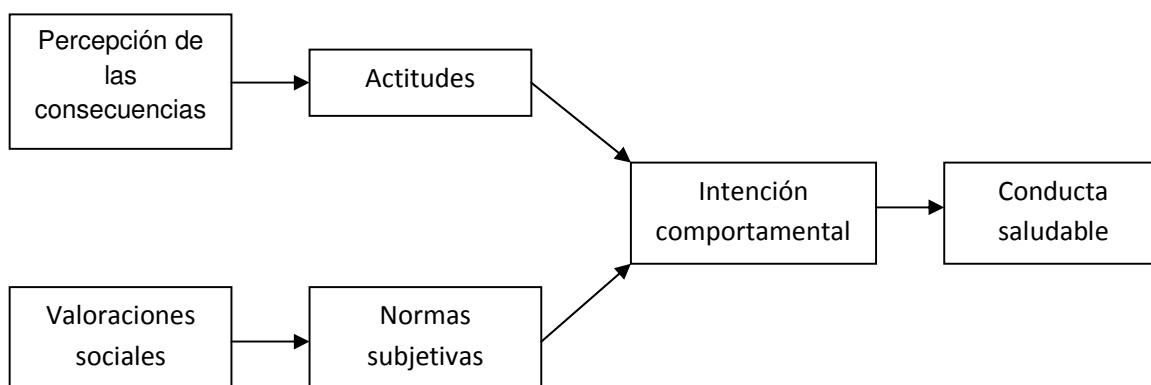 Percepción de
las
consecuencias
Actitudes
Intención
comportamental
Conducta
saludable
Valoraciones
sociales
Normas
subjetivas